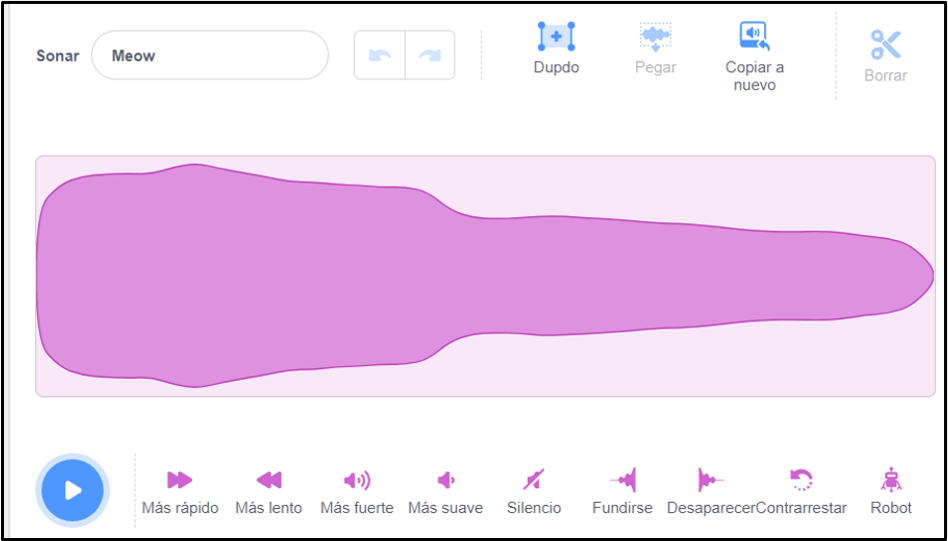 Sonar
Meow
Dupdo
Pegar
Copiar a
nuevo
Borrar
Más rápido
Más lento
Más fuerte
Más suave
Silencio
Fundirse
Desaparecer
Contrarrestar
Robot